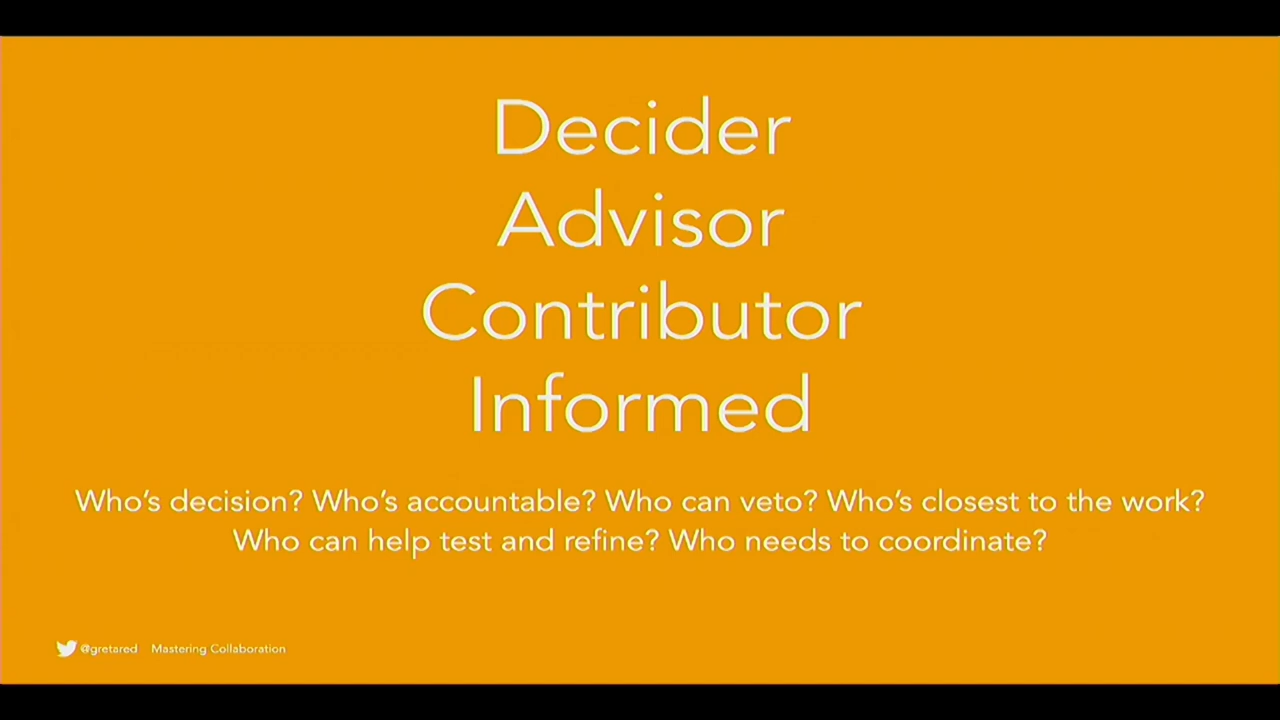 Decider
Advisor
Contributor
Informed
Who's decision? Who's accountable? Who can veto? Who's closest to the work?
Who can help test and refine? Who needs to coordinate?
@gretared Mastering Collaboration